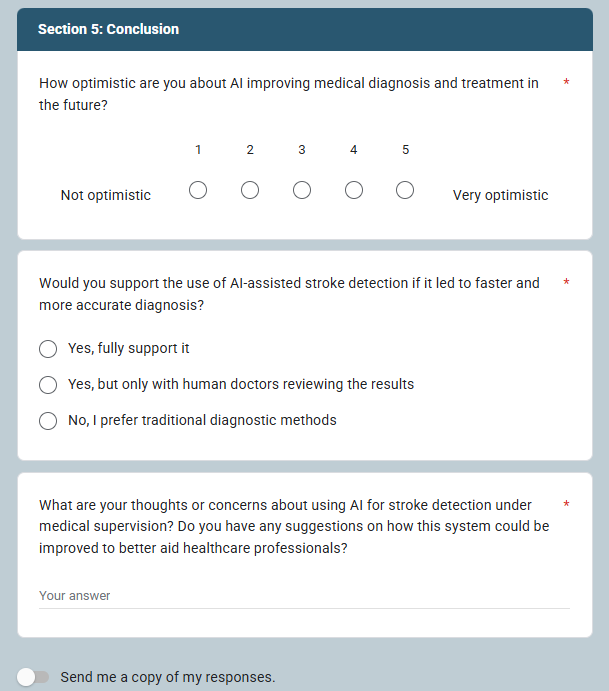 Section 5: Conclusion
How optimistic are you about AI improving medical diagnosis and treatment in *
the future?
1 2 3 4 5
Not optimistic Very optimistic
Would you support the use of AI-assisted stroke detection if it led to faster and *
more accurate diagnosis?
Yes, fully support it
Yes, but only with human doctors reviewing the results
No, I prefer traditional diagnostic methods
What are your thoughts or concerns about using AI for stroke detection under *
medical supervision? Do you have any suggestions on how this system could be
improved to better aid healthcare professionals?
Your answer
Send me a copy of my responses.